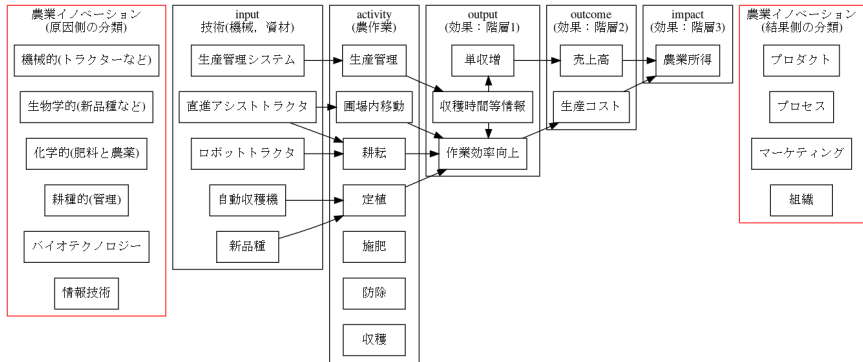 農業イノベーション
(原因側の分類)
機械的(トラクターなど)
生物学的(新品種など)
化学的(肥料と農薬)
耕種的(管理)
バイオテクノロジー
情報技術
input
技術(機械，資材)
生産管理システム
直進アシストトラクタ
ロボットトラクタ
自動収穫機
新品種
activity
(農作業)
生産管理
圃場内移動
耕耘
定植
施肥
防除
収穫
output
(効果：階層1)
単収増
収穫時間等情報
作業効率向上
outcome
(効果：階層2)
売上高
生産コスト
impact
(効果：階層3)
農業所得
農業イノベーション
(結果側の分類)
プロダクト
プロセス
マーケティング
組織